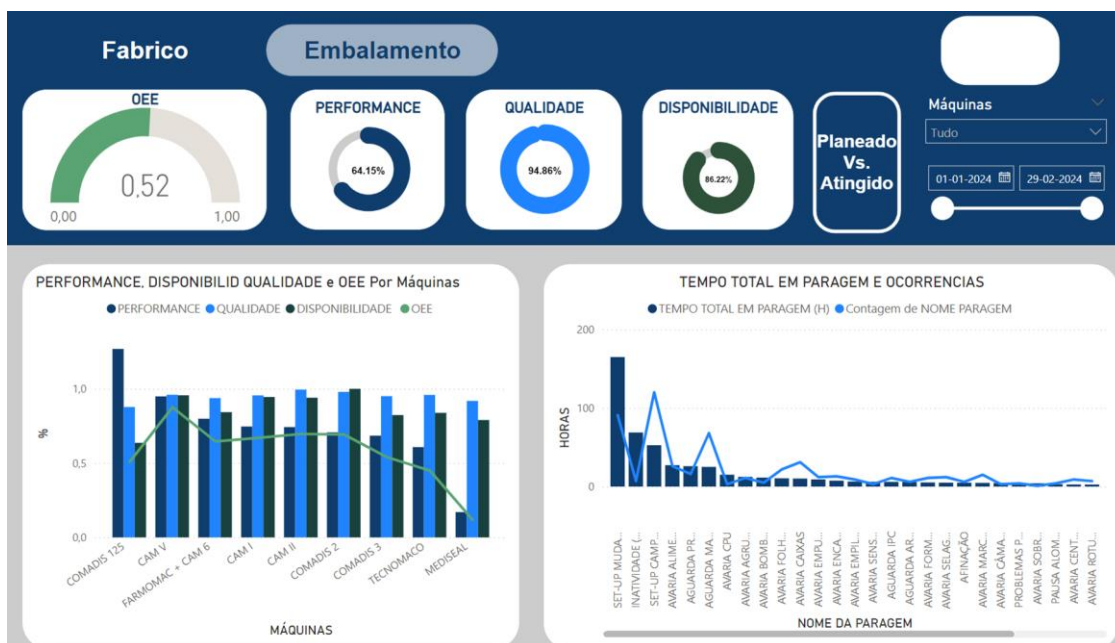 Fabrico
Embalamento
OEE
0,52
0,00
1,00
PERFORMANCE
64.15%
QUALIDADE
94.86%
DISPONIBILIDADE
86.22%
Planeado
Vs.
Atingido
Máquinas
Tudo
01-01-2024
29-02-2024
PERFORMANCE, DISPONIBILID QUALIDADE e OEE Por Máquinas
PERFORMANCE QUALIDADE DISPONIBILIDADE OEE
%
1,0
0,5
0,0
COMADIS 125
CAM V
FARMOMAC + CAM 6
CAM I
CAM II
COMADIS 2
COMADIS 3
TECNOMACO
MEDISEAL
MÁQUINAS
TEMPO TOTAL EM PARAGEM E OCORRENCIAS
TEMPO TOTAL EM PARAGEM (H) Contagem de NOME PARAGEM
HORAS
200
100
0
SET-UP MUDA...
INATIVIDADE (...
SET-UP CAMP...
AVARIA ALIME...
AGUARDA PR...
AGUARDA MA...
AVARIA CPU
AVARIA AGRU...
AVARIA BOMB...
AVARIA FOLH...
AVARIA CAIXAS
AVARIA EMPU...
AVARIA ENCA...
AVARIA EMPIL...
AVARIA SENS...
AGUARDA IPC
AGUARDA AR...
AVARIA FORM...
AVARIA SELAG...
AFINAÇÃO
AVARIA MARC...
AVARIA CÂMA...
PROBLEMAS P...
AVARIA SOBR...
PAUSA ALOM...
AVARIA CENT...
AVARIA ROTU...
NOME DA PARAGEM